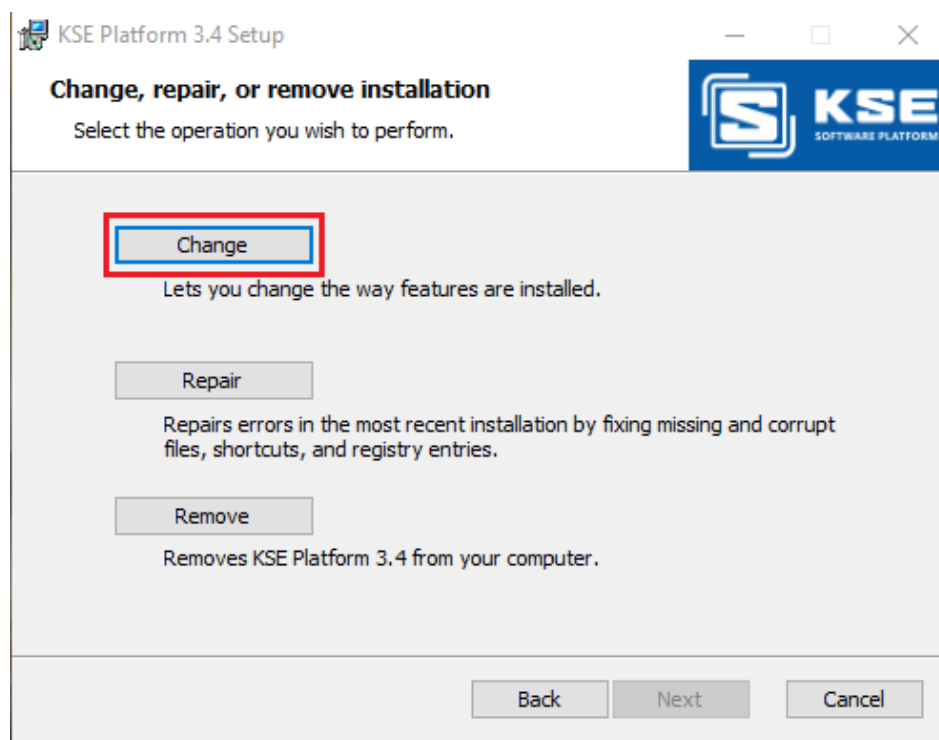 KSE Platform 3.4 Setup
Change, repair, or remove installation
Select the operation you wish to perform.
S KSE
SOFTWARE PLATFORM
Change
Lets you change the way features are installed.
Repair
Repairs errors in the most recent installation by fixing missing and corrupt
files, shortcuts, and registry entries.
Remove
Removes KSE Platform 3.4 from your computer.
Back Next Cancel